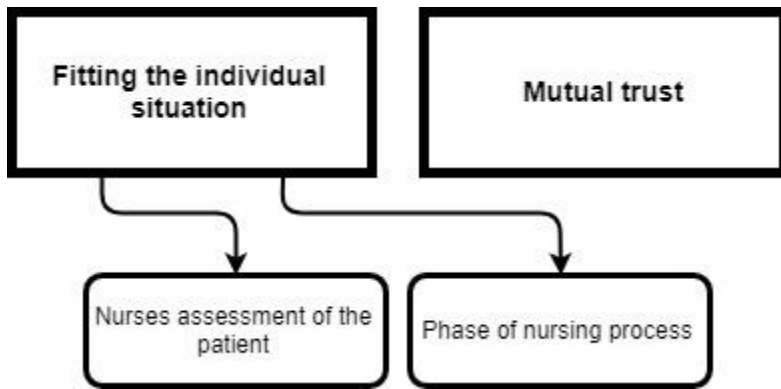 Fitting the individual
situation
Mutual trust
Nurses assessment of the
patient
Phase of nursing process